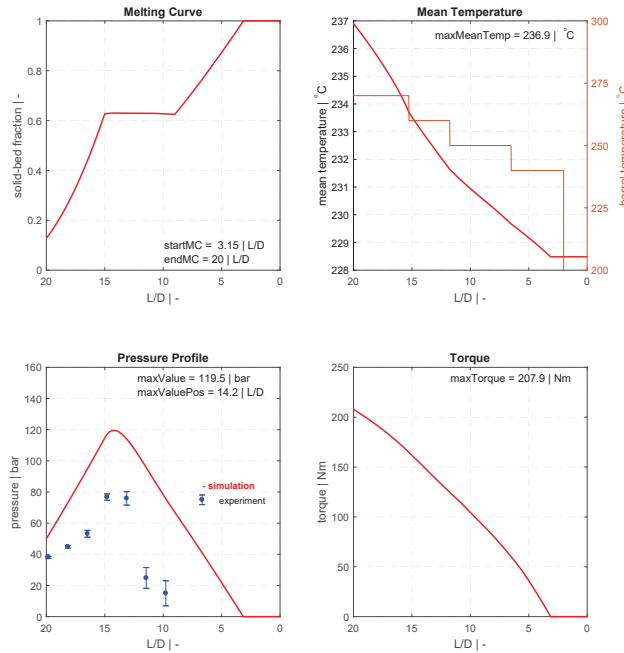 Melting Curve
1
0.8
0.6
0.4
0.2
0
solid-bed fraction | -
startMC = 3.15 | L/D
endMC = 20 | L/D
20 15 10 5 0
L/D | -
Mean Temperature
maxMeanTemp = 236.9 | ˚C
237
236
235
234
233
232
231
230
229
228
mean temperature | ˚C
300
275
250
225
200
barrel temperature | ˚C
20 15 10 5 0
L/D | -
Pressure Profile
maxValue = 119.5 | bar
maxValuePos = 14.2 | L/D
160
140
120
100
80
60
40
20
0
pressure | bar
- simulation
experiment
20 15 10 5 0
L/D | -
Torque
maxTorque = 207.9 | Nm
250
200
150
100
50
0
torque | Nm
20 15 10 5 0
L/D | -